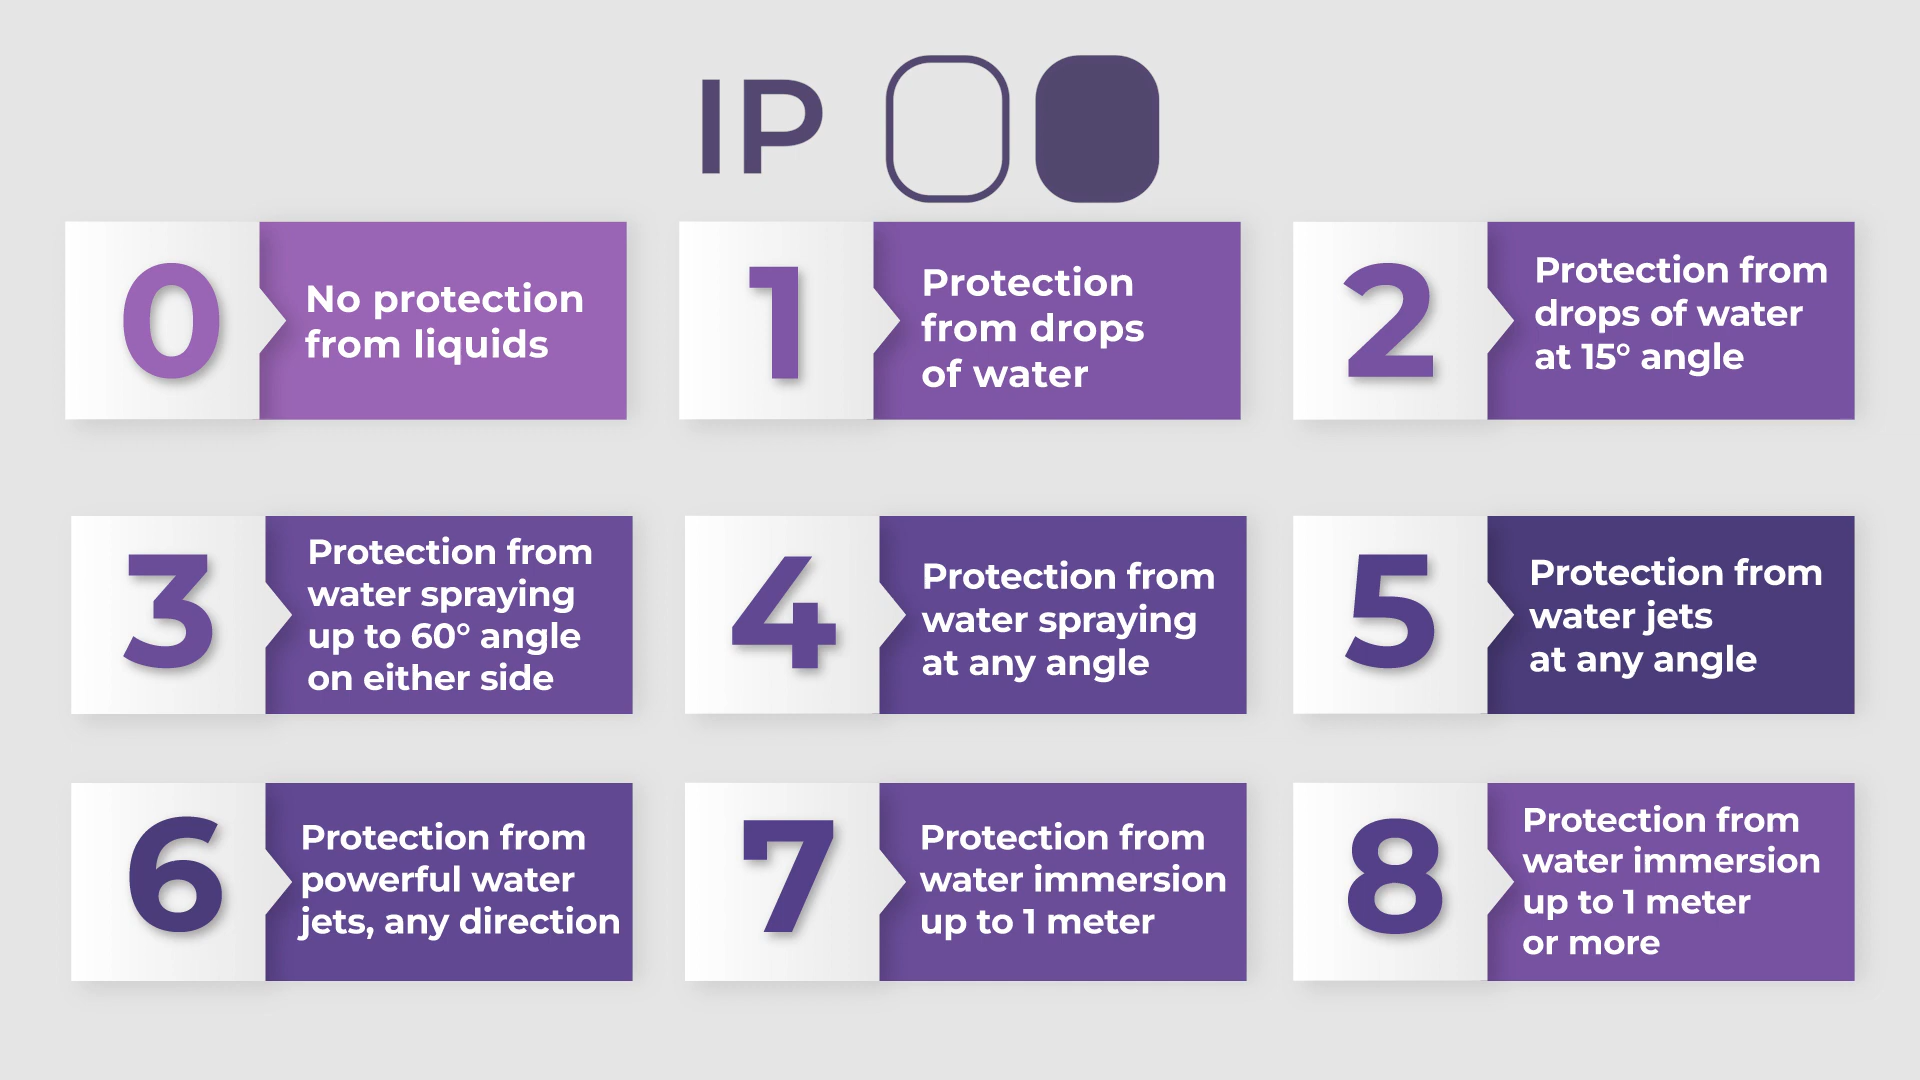 IP
0
No protection
from liquids
1
Protection
from drops
of water
2
Protection from
drops of water
at 15° angle
3
Protection from
water spraying
up to 60° angle
on either side
4
Protection from
water spraying
at any angle
5
Protection from
water jets
at any angle
6
Protection from
powerful water
jets, any direction
7
Protection from
water immersion
up to 1 meter
8
Protection from
water immersion
up to 1 meter
or more